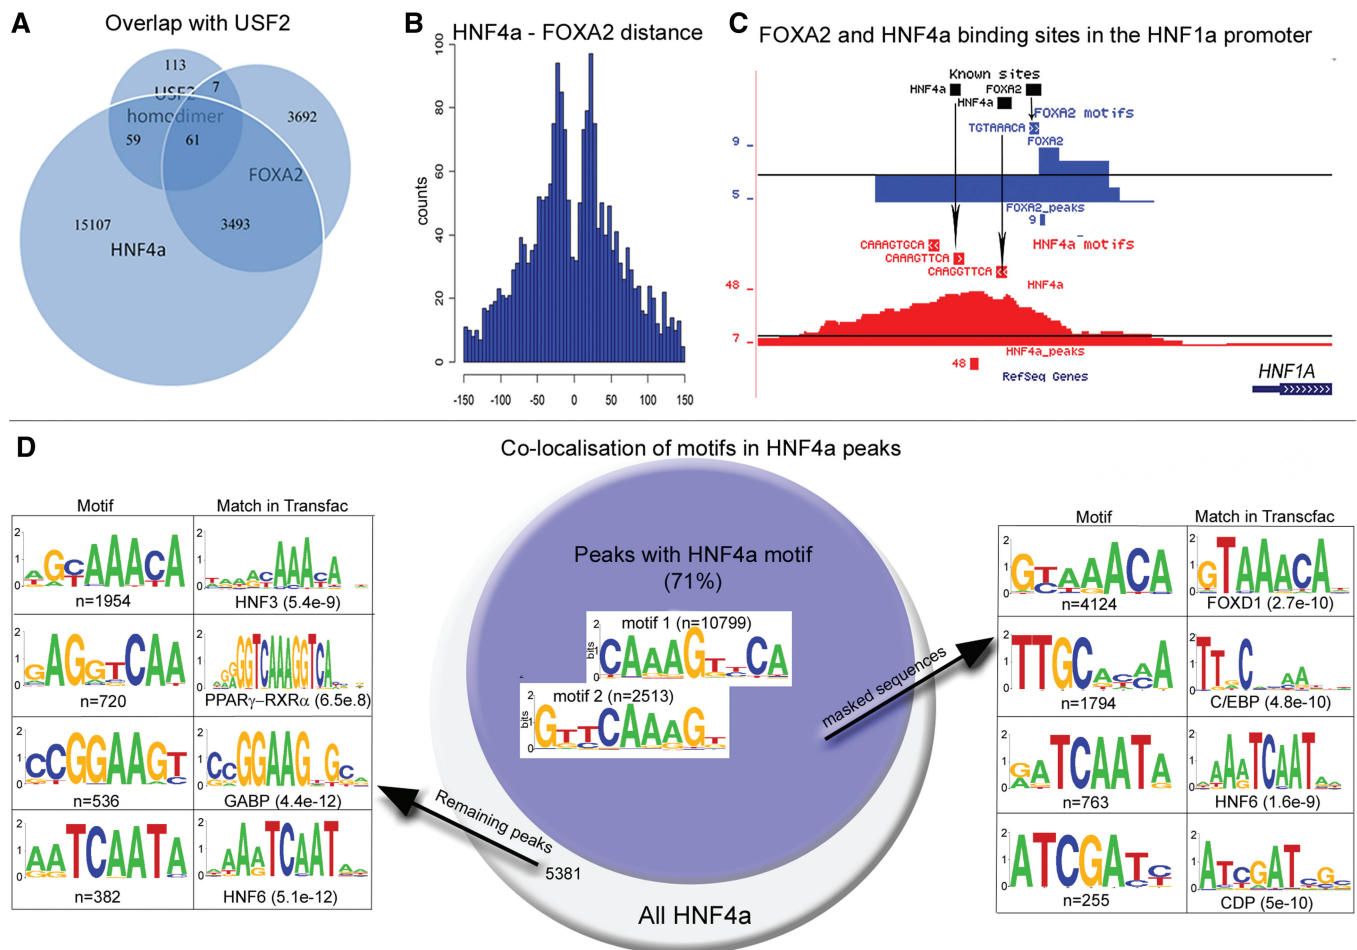 A
Overlap with USF2
113
7
USF2
homodimer
3692
59
61
FOXA2
15107
3493
HNF4a
B
HNF4a - FOXA2 distance
counts
0
20
40
60
80
100
-150
-100
-50
0
50
100
150
C
FOXA2 and HNF4a binding sites in the HNF1a promoter
Known sites
HNF4a
FOXA2
HNF4a
FOXA2 motifs
TGTAAACA
FOXA2
9
5
FOXA2_peaks
9
HNF4a_motifs
CAAAGTGCA
CAAAGTTCA
CAAGGTTCA
HNF4a
48
7
HNF4a_peaks
48
RefSeq Genes
HNF1A
D
Co-localisation of motifs in HNF4a peaks
Motif
Match in Transfac
n=1954
HNF3 (5.4e-9)
n=720
PPARγ–RXRα (6.5e.8)
n=536
GABP (4.4e-12)
n=382
HNF6 (5.1e-12)
Peaks with HNF4a motif
(71%)
motif 1 (n=10799)
bits
motif 2 (n=2513)
bits
masked sequences
Remaining peaks
5381
All HNF4a
Motif
Match in Transcfac
n=4124
FOXD1 (2.7e-10)
n=1794
C/EBP (4.8e-10)
n=763
HNF6 (1.6e-9)
n=255
CDP (5e-10)